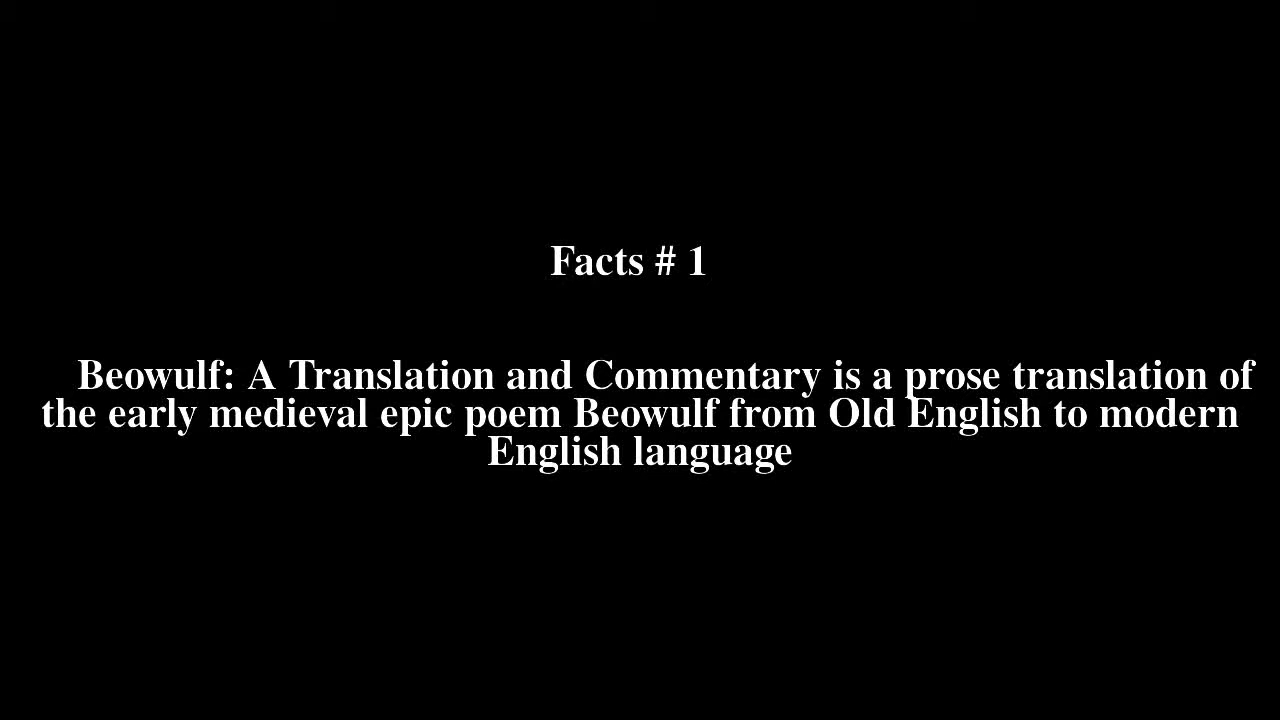 Facts # 1
Beowulf: A Translation and Commentary is a prose translation of
the early medieval epic poem Beowulf from Old English to modern
English language